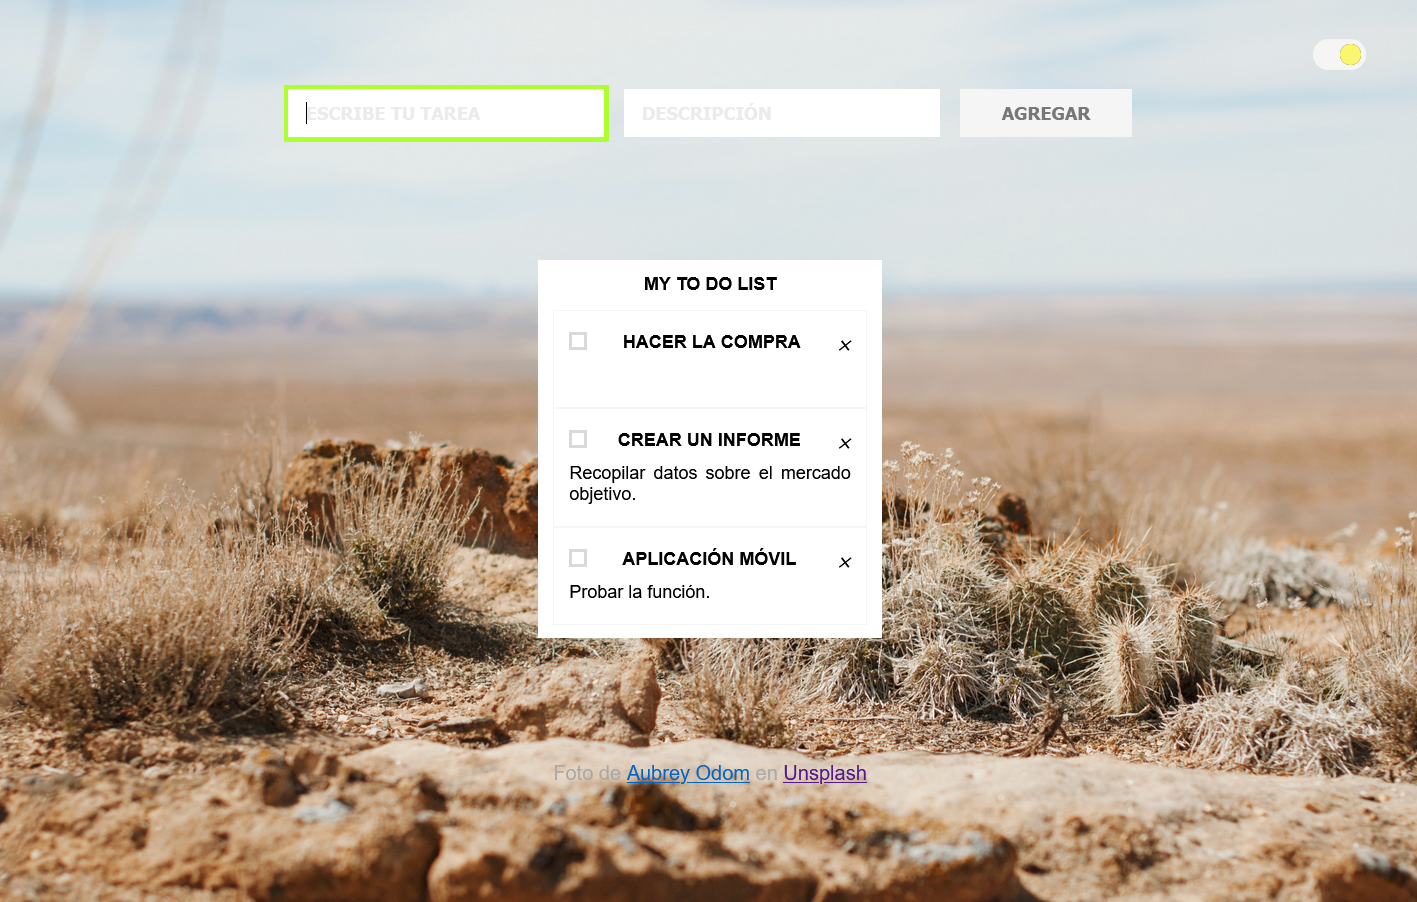 ESCRIBE TU TAREA
DESCRIPCIÓN
AGREGAR
MY TO DO LIST
HACER LA COMPRA
CREAR UN INFORME
Recopilar datos sobre el mercado
objetivo.
APLICACIÓN MÓVIL
Probar la función.
Foto de Aubrey Odom en Unsplash